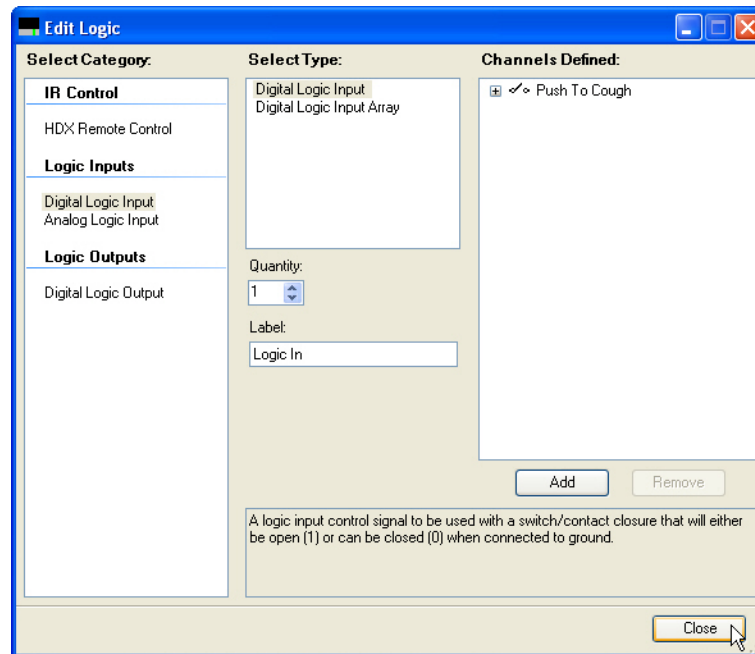 Edit Logic
Select Category:
IR Control
HDX Remote Control
Logic Inputs
Digital Logic Input
Analog Logic Input
Logic Outputs
Digital Logic Output
Select Type:
Digital Logic Input
Digital Logic Input Array
Quantity:
1
Label:
Logic In
Channels Defined:
Push To Cough
Add
Remove
A logic input control signal to be used with a switch/contact closure that will either
be open (1) or can be closed (0) when connected to ground.
Close